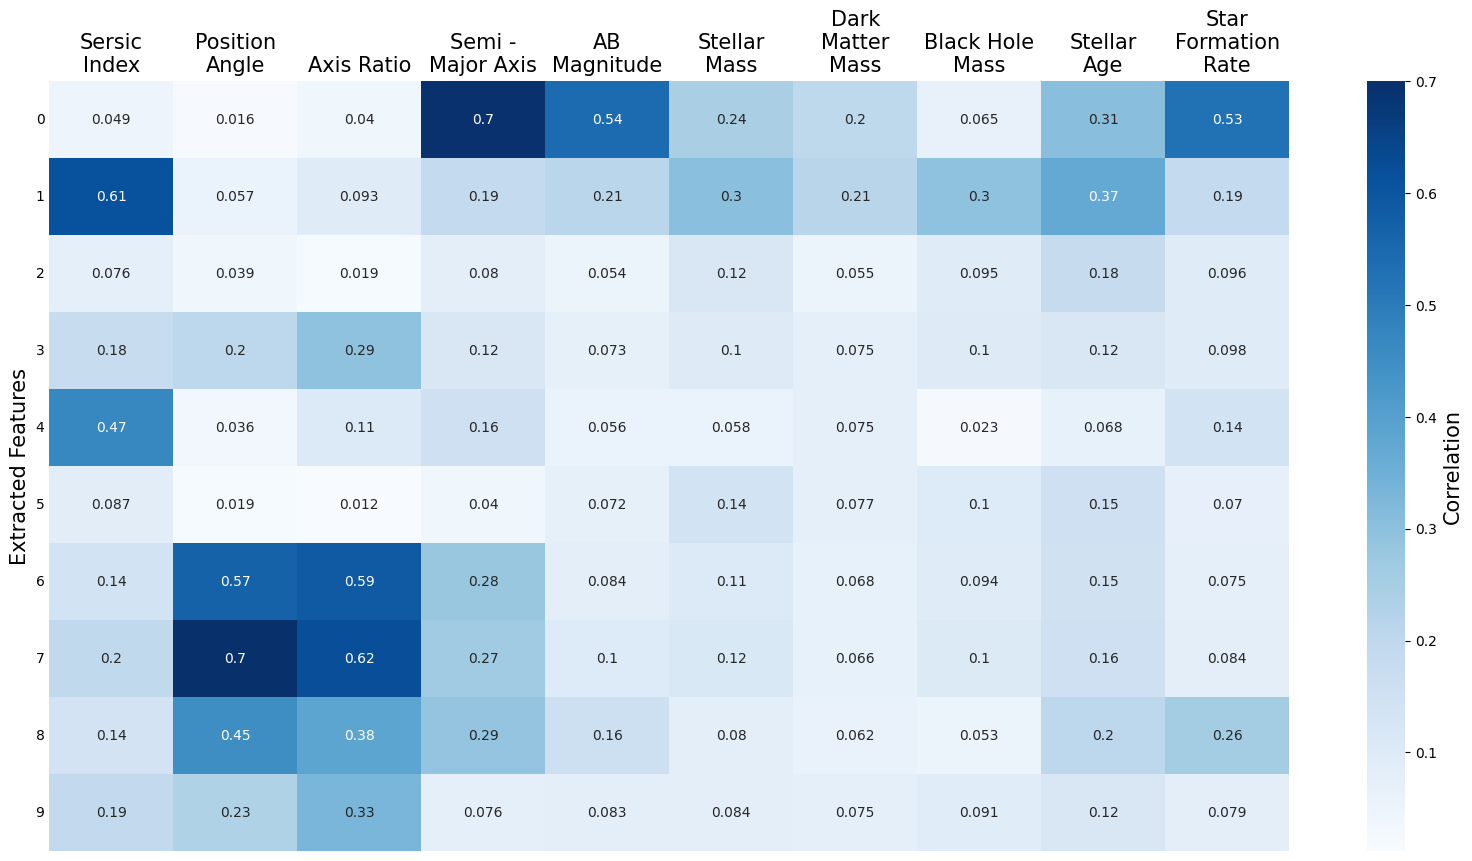 Sersic Index
Position Angle
Axis Ratio
Semi - Major Axis
AB Magnitude
Stellar Mass
Dark Matter Mass
Black Hole Mass
Stellar Age
Star Formation Rate
Extracted Features
0 0.049 0.016 0.04 0.7 0.54 0.24 0.2 0.065 0.31 0.53
1 0.61 0.057 0.093 0.19 0.21 0.3 0.21 0.3 0.37 0.19
2 0.076 0.039 0.019 0.08 0.054 0.12 0.055 0.095 0.18 0.096
3 0.18 0.2 0.29 0.12 0.073 0.1 0.075 0.1 0.12 0.098
4 0.47 0.036 0.11 0.16 0.056 0.058 0.075 0.023 0.068 0.14
5 0.087 0.019 0.012 0.04 0.072 0.14 0.077 0.1 0.15 0.07
6 0.14 0.57 0.59 0.28 0.084 0.11 0.068 0.094 0.15 0.075
7 0.2 0.7 0.62 0.27 0.1 0.12 0.066 0.1 0.16 0.084
8 0.14 0.45 0.38 0.29 0.16 0.08 0.062 0.053 0.2 0.26
9 0.19 0.23 0.33 0.076 0.083 0.084 0.075 0.091 0.12 0.079
0.7
0.6
0.5
0.4
0.3
0.2
0.1
Correlation